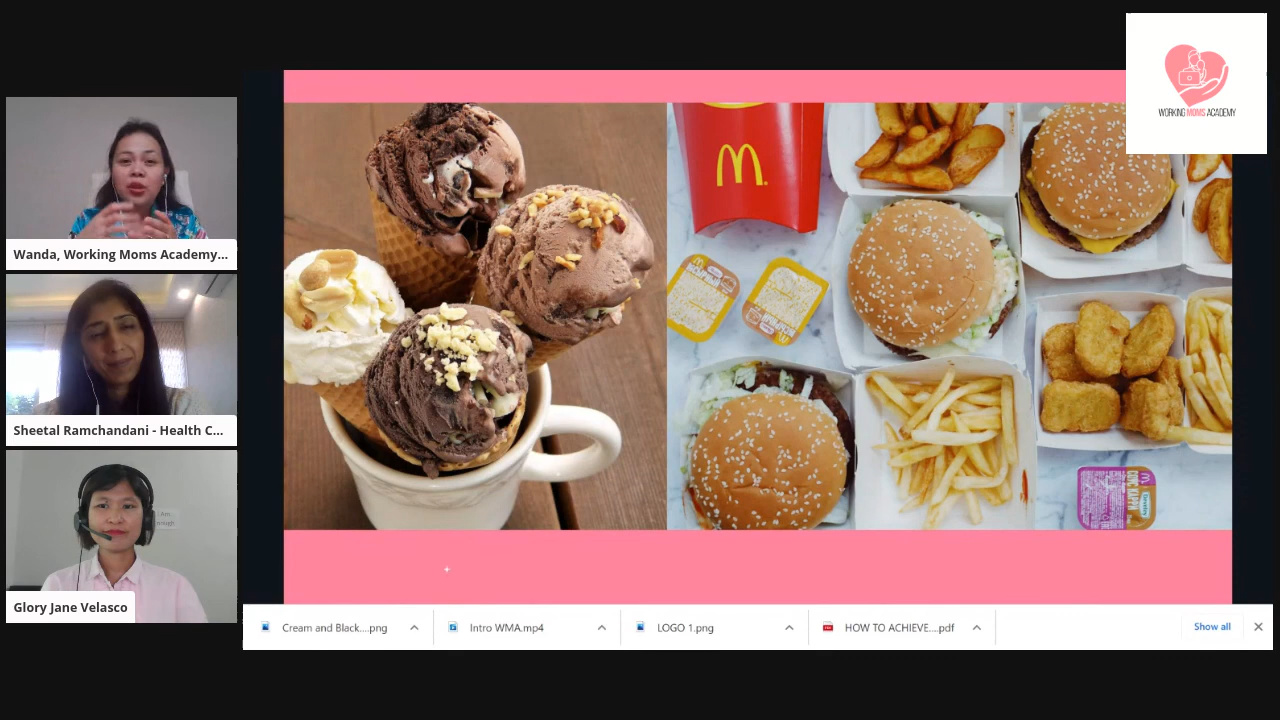 WORKING MOMS ACADEMY
Wanda, Working Moms Academy...
Sheetal Ramchandani - Health C...
I Am
Glory Jane Velasco
Cream and Black....png
Intro WMA.mp4
LOGO 1.png
HOW TO ACHIEVE....pdf
Show all